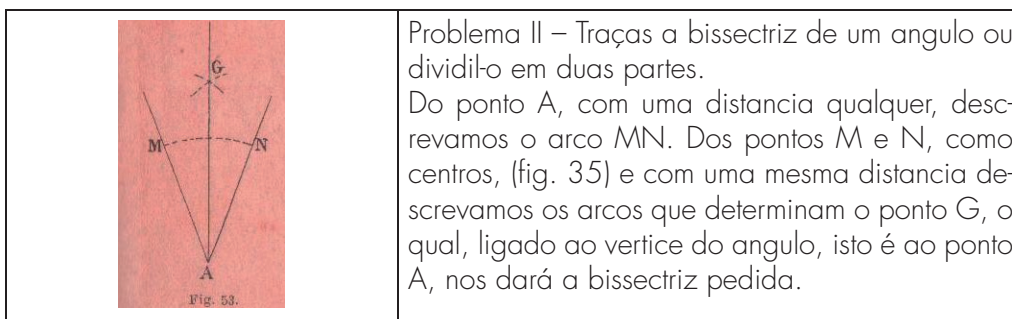 G
M
N
A
Fig. 53.
Problema II – Traças a bissectriz de um angulo ou
dividil-o em duas partes.
Do ponto A, com uma distancia qualquer, desc-
revamos o arco MN. Dos pontos M e N, como
centros, (fig. 35) e com uma mesma distancia de-
screvamos os arcos que determinam o ponto G, o
qual, ligado ao vertice do angulo, isto é ao ponto
A, nos dará a bissectriz pedida.